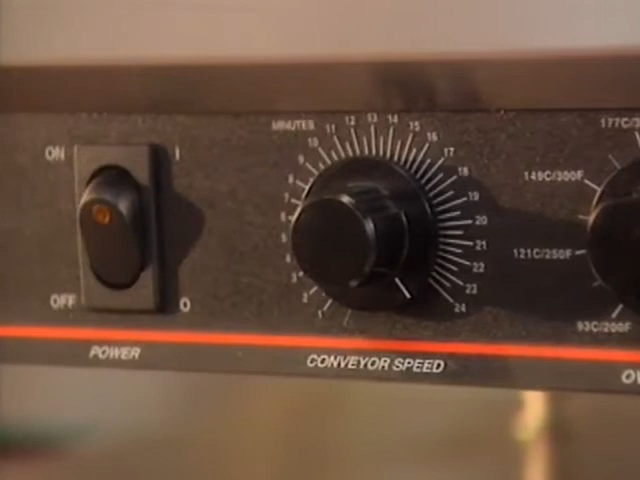 ON I
OFF O
POWER
MINUTES
1 2 3 4 5 6 7 8 9 10 11 12 13 14 15 16 17 18 19 20 21 22 23 24
CONVEYOR SPEED
149C/300F
121C/250F
93C/200F